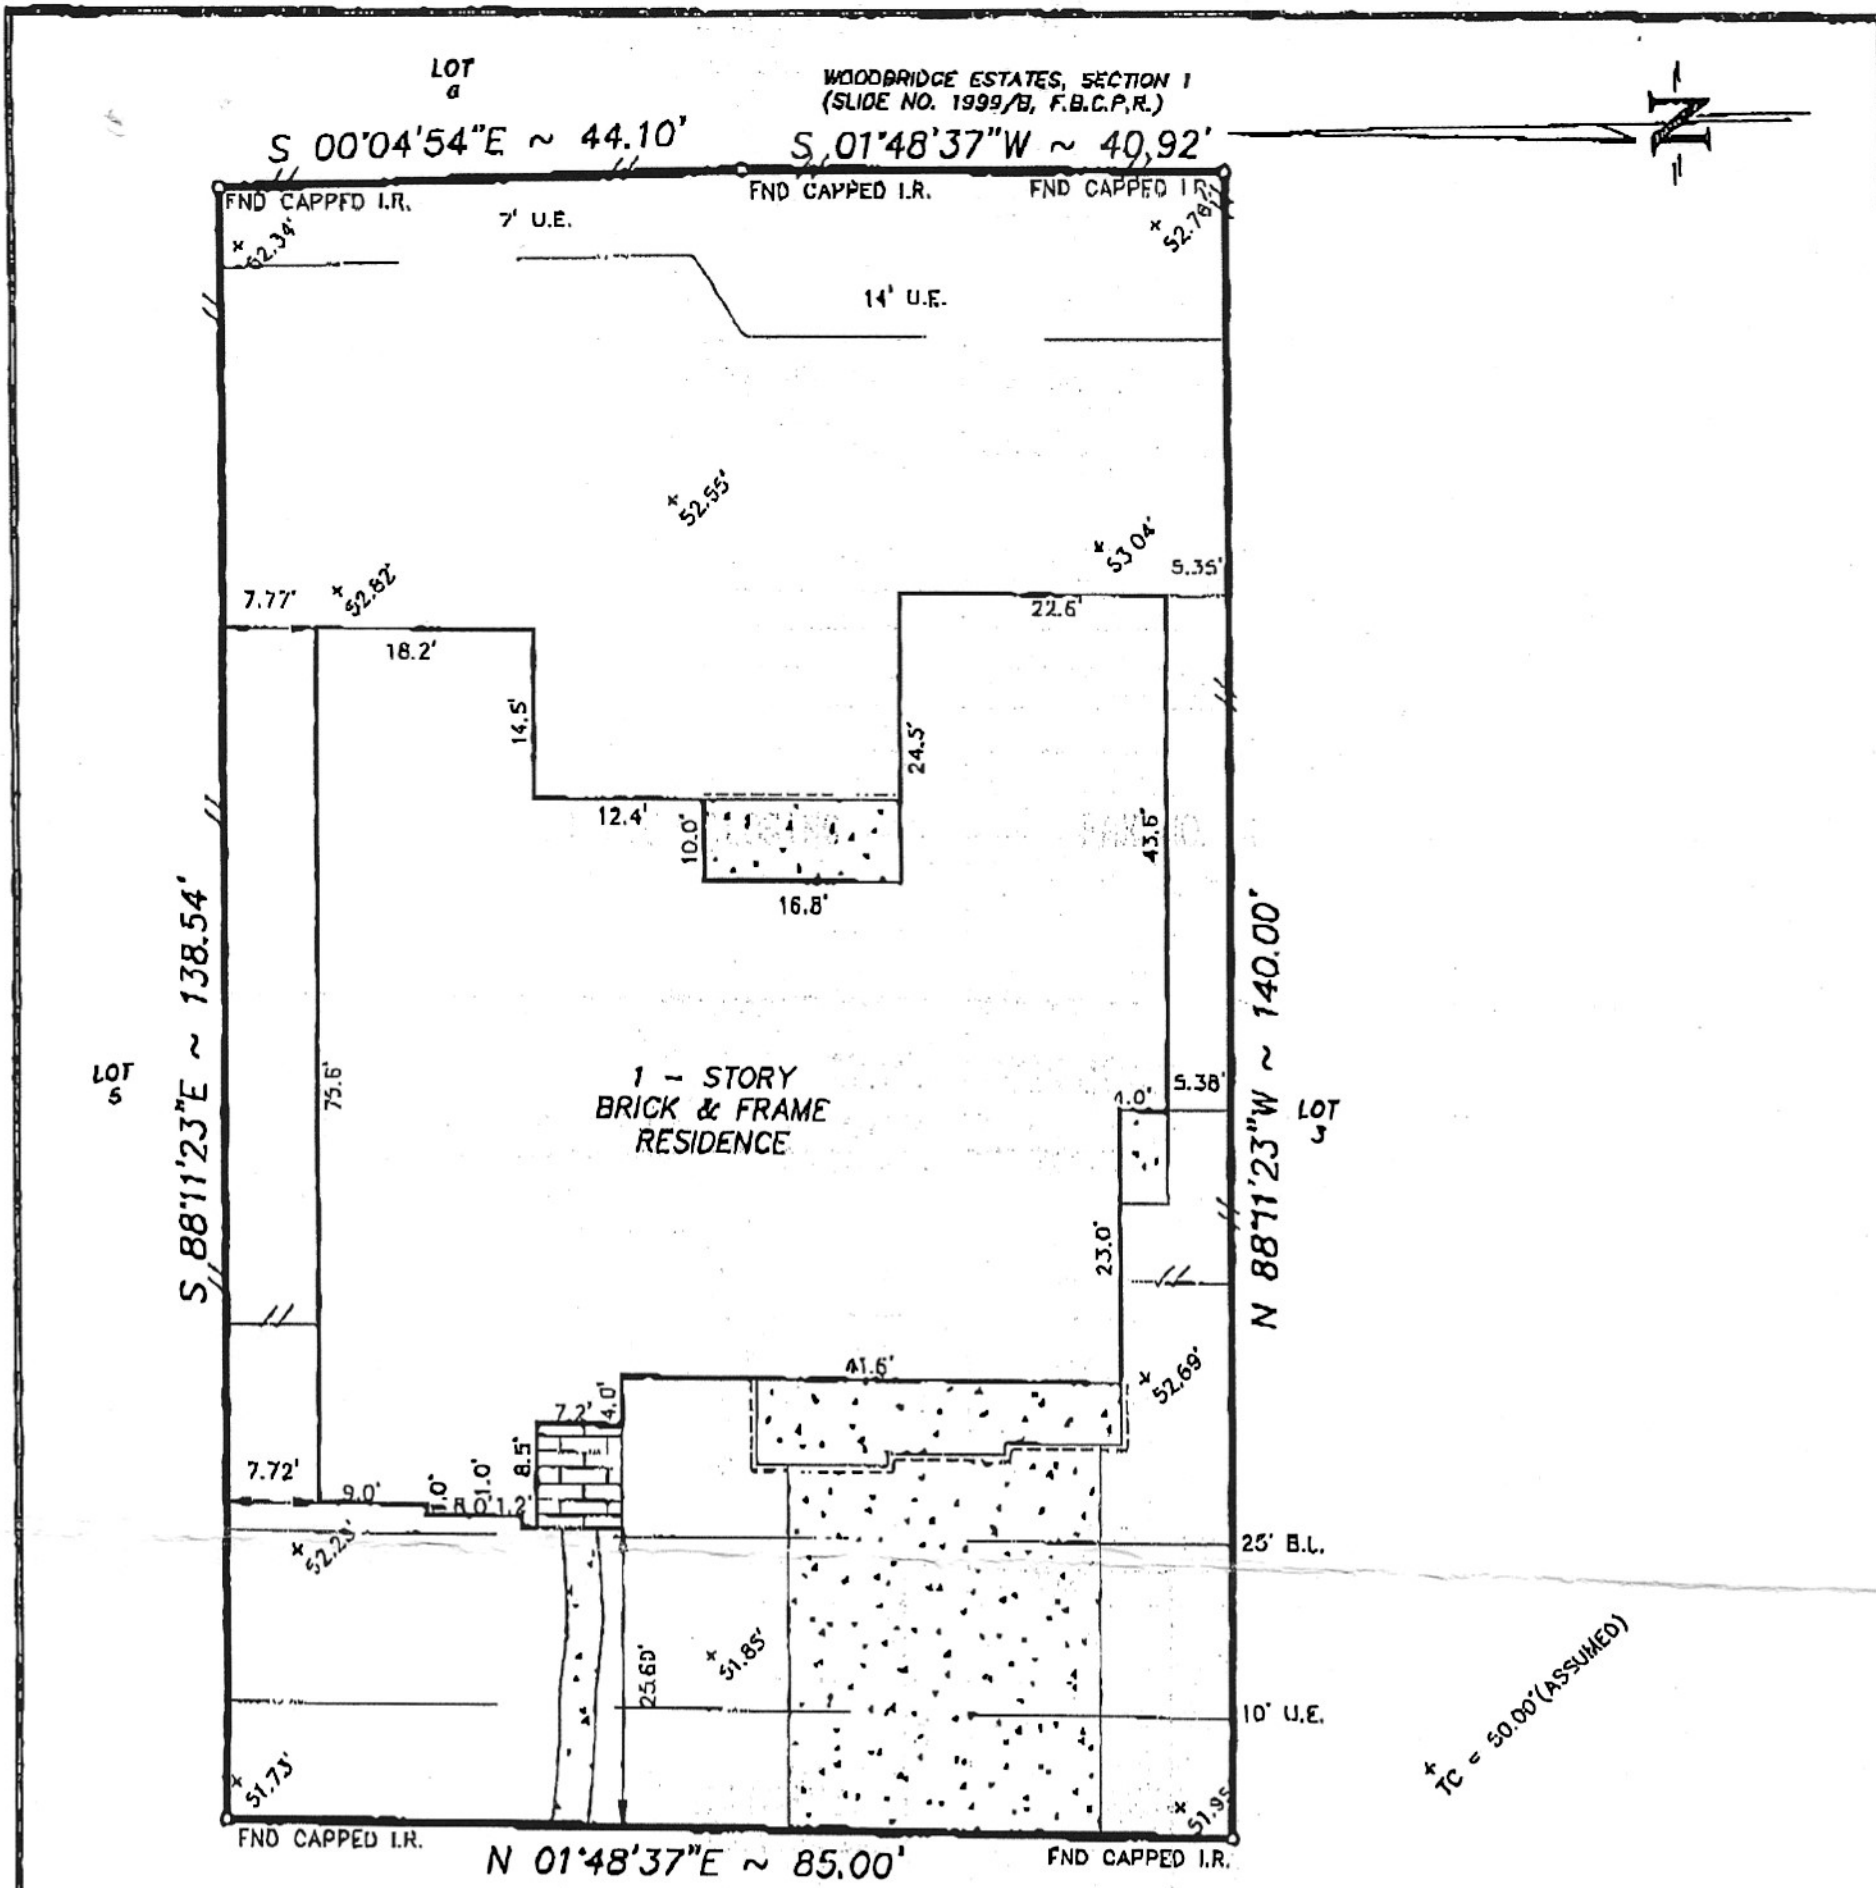 LOT
WOODBRIDGE ESTATES, SECTION 1
(SLIDE NO. 1999/B, F.B.C.P.R.)
N
S 00°04'54"E ~ 44.10'
S 01°48'37"W ~ 40.92'
FND CAPPED I.R.
FND CAPPED I.R.
FND CAPPED I.R.
7' U.E.
52.34'
52.78'
14' U.E.
52.55'
53.04'
5.35'
7.77'
52.82'
22.6'
18.2'
14.5'
24.5'
12.4'
10.0'
43.6'
16.8'
S 88°11'23"E ~ 138.54'
N 88°11'23"W ~ 140.00'
LOT
5
75.6'
1 - STORY
BRICK & FRAME
RESIDENCE
5.38'
LOT
3
23.0'
41.6'
52.69'
7.2'
4.0'
8.5'
7.72'
9.0'
1.0'
8.0'
1.0'
1.2'
25' B.L.
25.60'
51.85'
10' U.E.
TC = 50.00'(ASSUMED)
51.73'
51.95
FND CAPPED I.R.
N 01°48'37"E ~ 85.00'
FND CAPPED I.R.